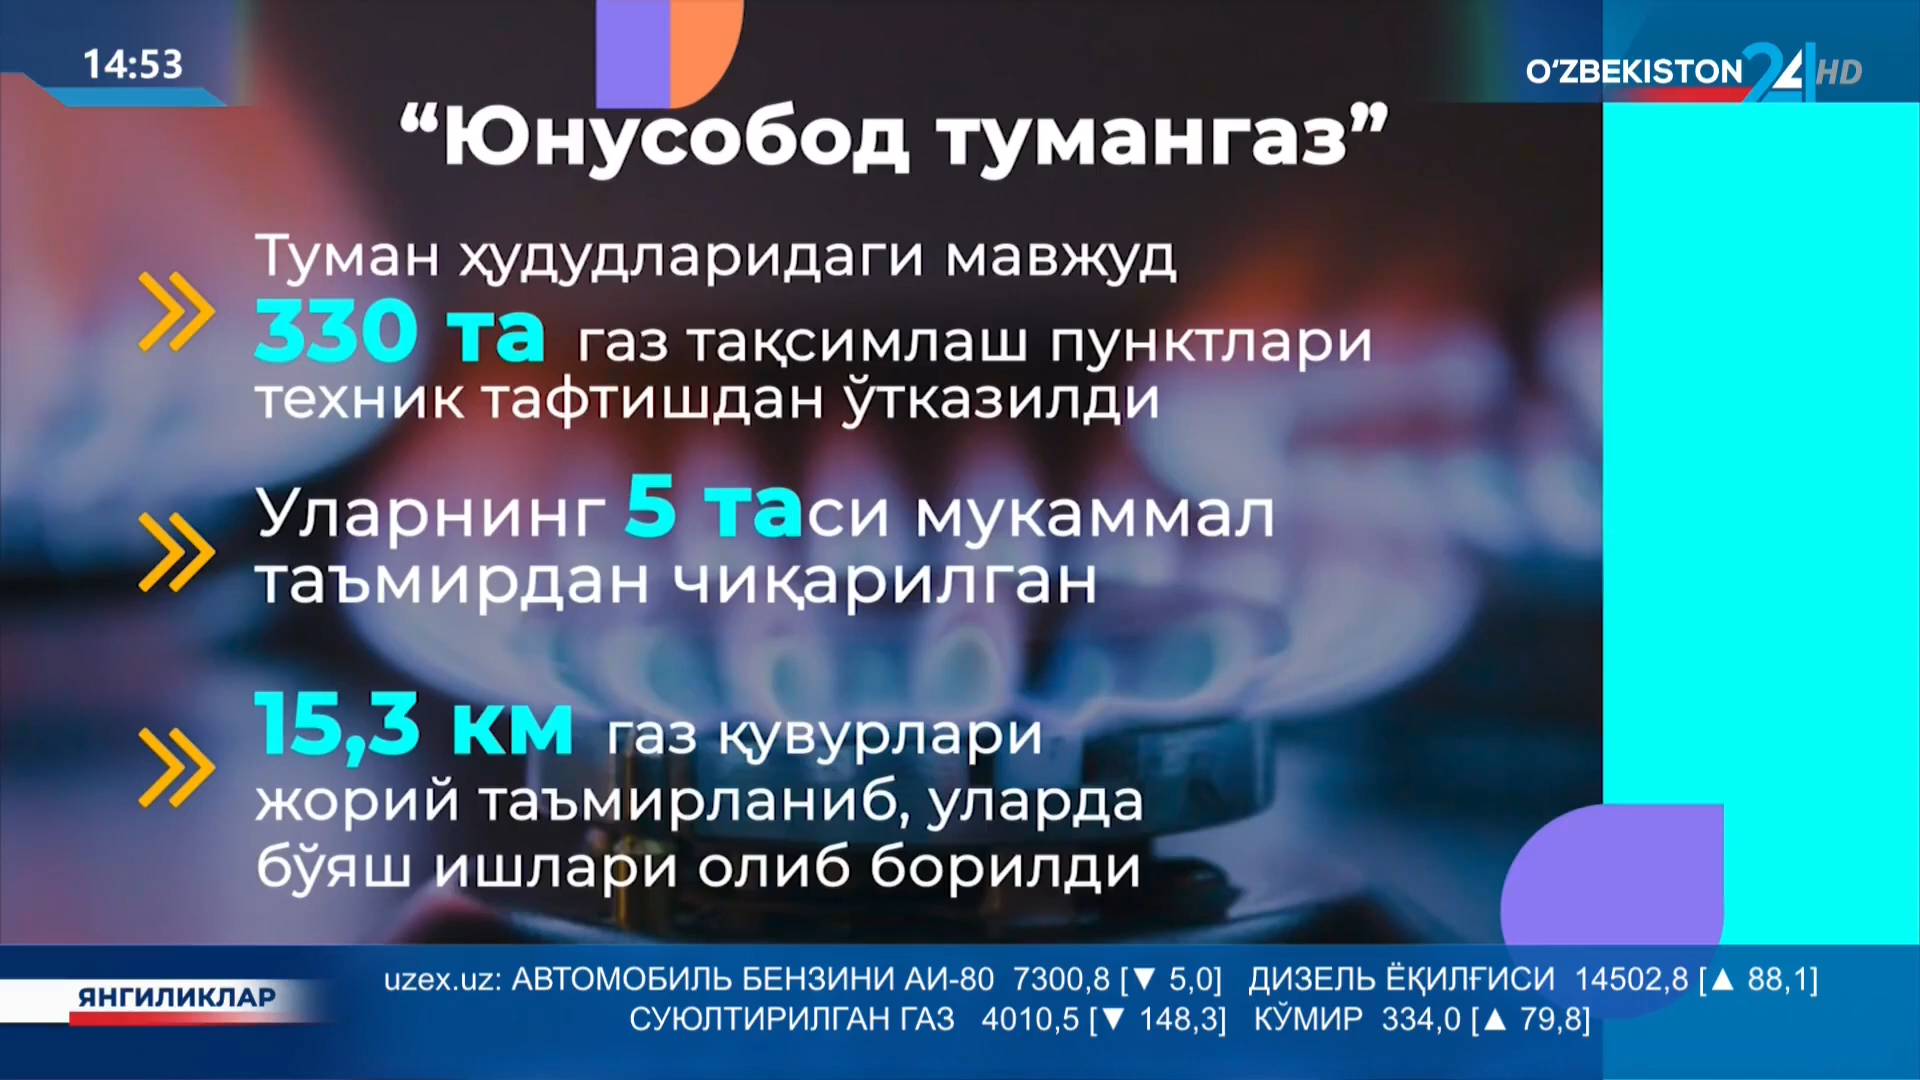 14:53
O‘ZBEKISTON 24 HD
“Юнусобод тумангаз”
Туман ҳудудларидаги мавжуд
330 та газ тақсимлаш пунктлари
техник тафтишдан ўтказилди
Уларнинг 5 таси мукаммал
таъмирдан чиқарилган
15,3 км газ қувурлари
жорий таъмирланиб, уларда
бўяш ишлари олиб борилди
ЯНГИЛИКЛАР
uzex.uz: АВТОМОБИЛЬ БЕНЗИНИ АИ-80 7300,8 [▼ 5,0] ДИЗЕЛЬ ЁҚИЛҒИСИ 14502,8 [▲ 88,1]
СУЮЛТИРИЛГАН ГАЗ 4010,5 [▼ 148,3] КЎМИР 334,0 [▲ 79,8]